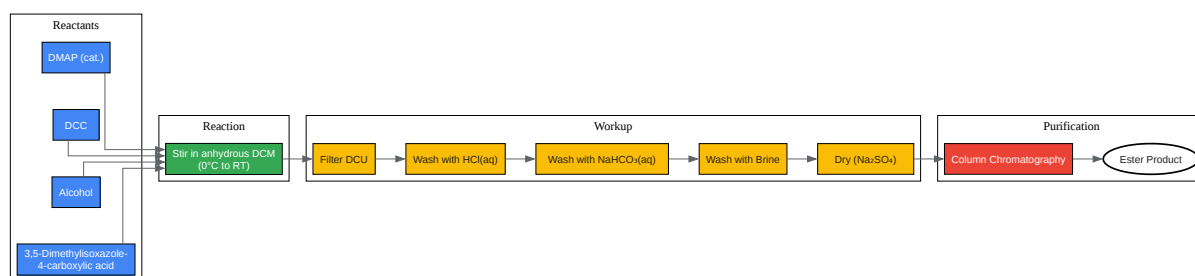 Reactants
DMAP (cat.)
DCC
Alcohol
3,5-Dimethylisoxazole-
4-carboxylic acid
Reaction
Stir in anhydrous DCM
(0°C to RT)
Workup
Filter DCU
Wash with HCl(aq)
Wash with NaHCO₃(aq)
Wash with Brine
Dry (Na₂SO₄)
Purification
Column Chromatography
Ester Product